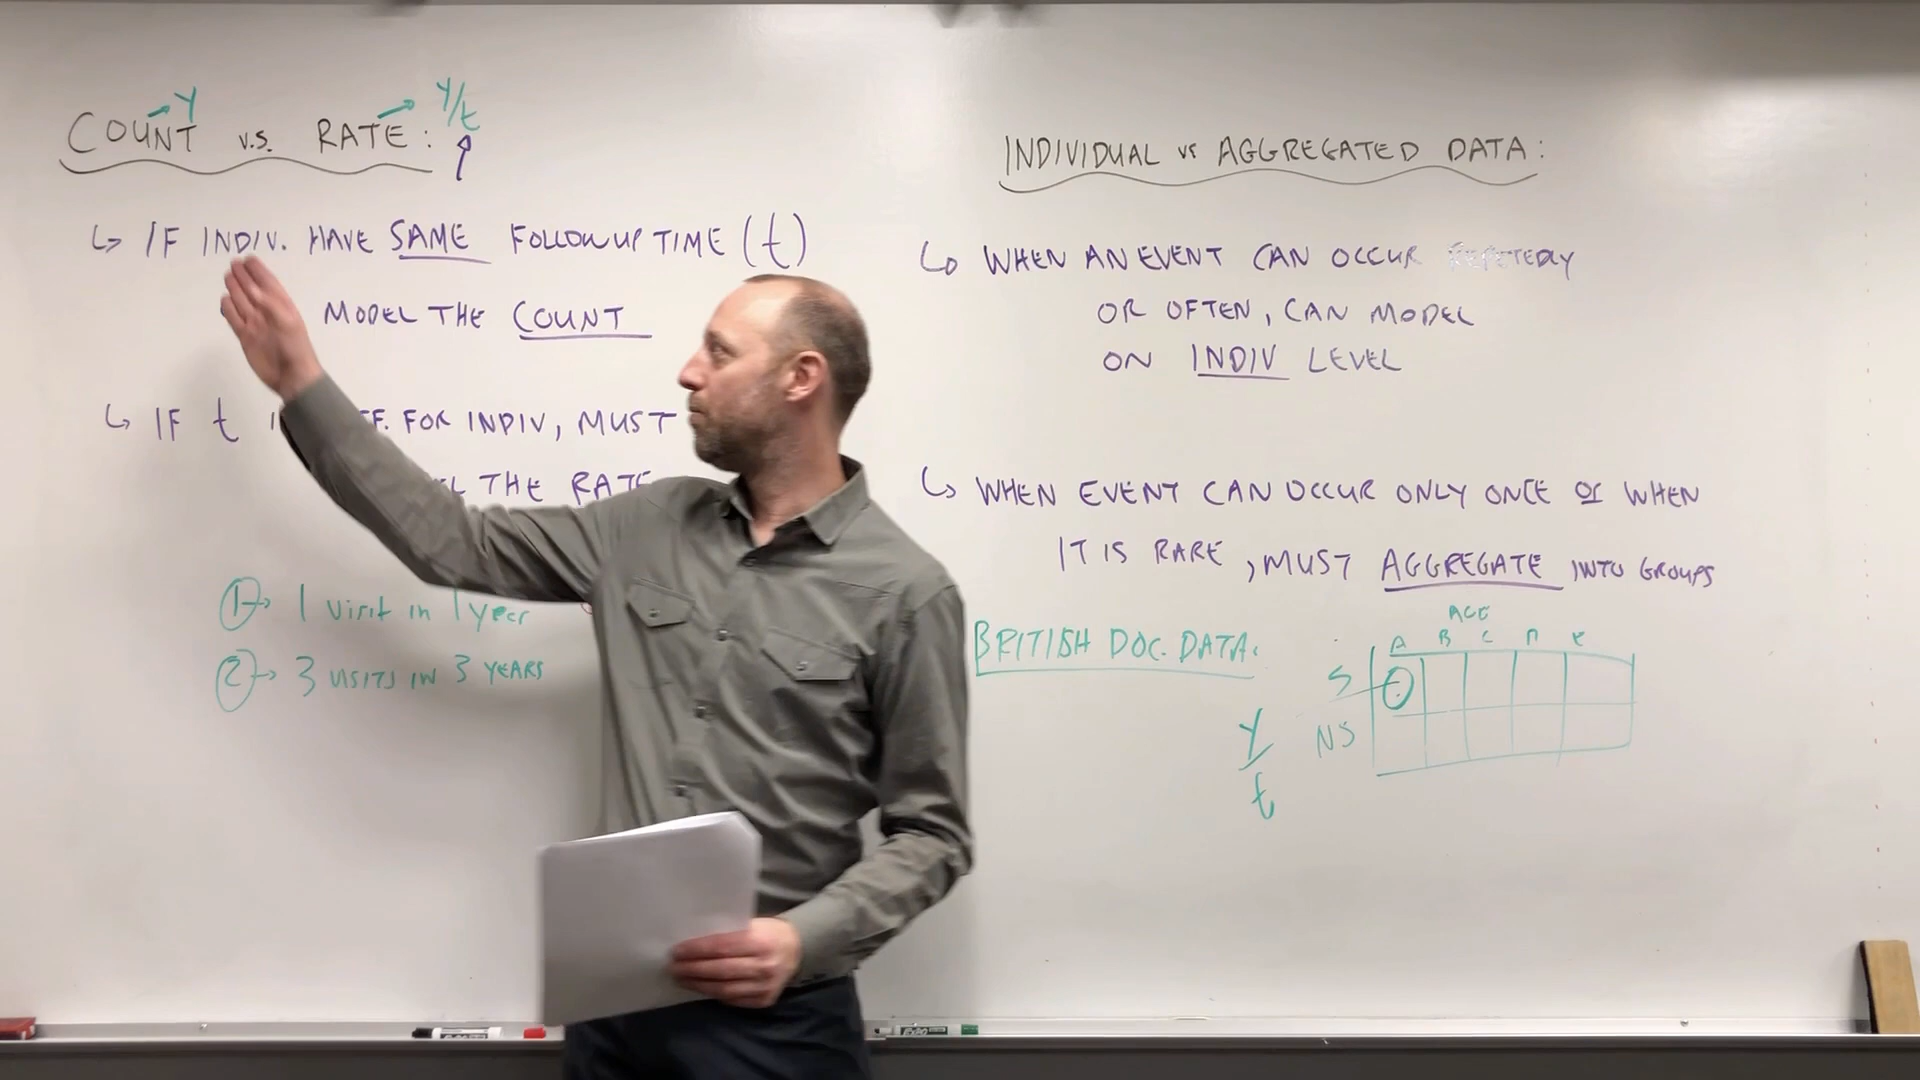 COUNT → Y v.s. RATE: → Y/t
↳ IF INDIV. HAVE SAME FOLLOWUP TIME (t)
MODEL THE COUNT
↳ IF t FOR INDIV, MUST
THE RATE
① → 1 visit in 1 year
② → 3 VISITS IN 3 YEARS
INDIVIDUAL vs AGGREGATED DATA:
↳ WHEN AN EVENT CAN OCCUR
OR OFTEN, CAN MODEL
ON INDIV LEVEL
↳ WHEN EVENT CAN OCCUR ONLY ONCE OR WHEN
IT IS RARE, MUST AGGREGATE INTO GROUPS
BRITISH DOC. DATA:
AGE
A B C D E
S
NS
Y
t
EXPO